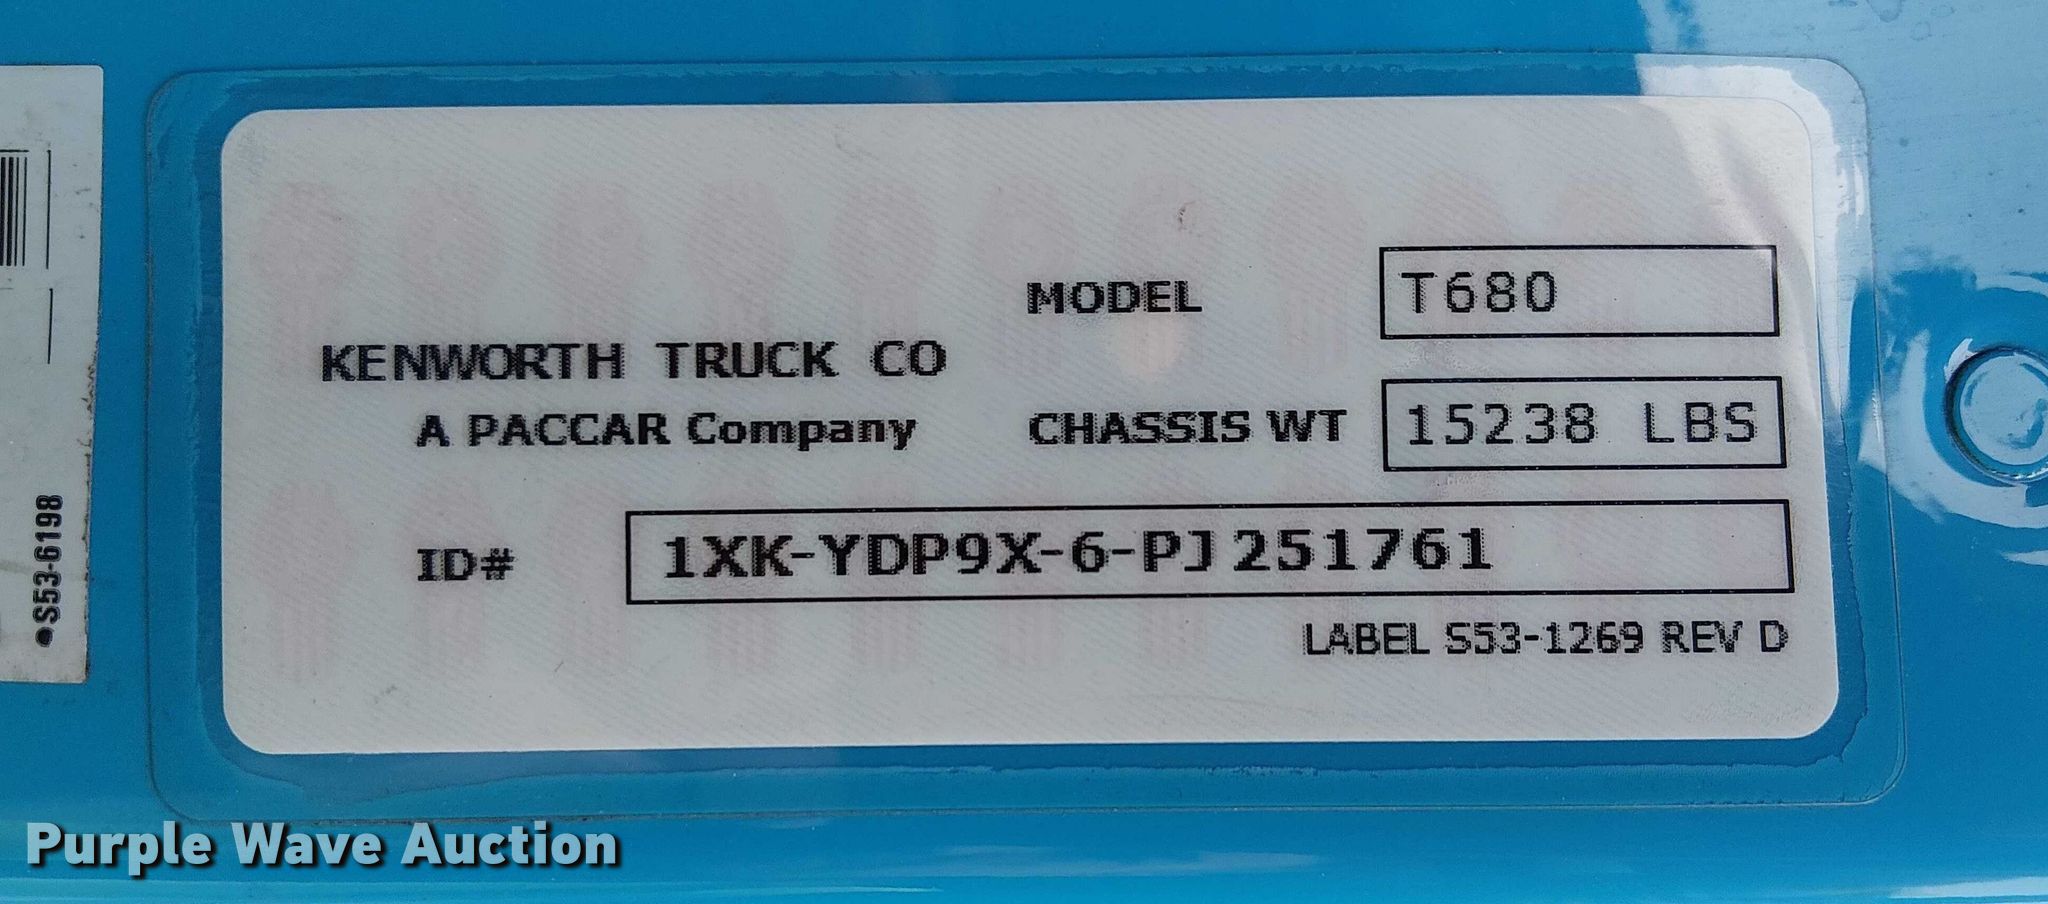 MODEL T680
KENWORTH TRUCK CO
A PACCAR Company
CHASSIS WT 15238 LBS
ID# 1XK-YDP9X-6-PJ251761
LABEL S53-1269 REV D
•S53-6198
Purple Wave Auction